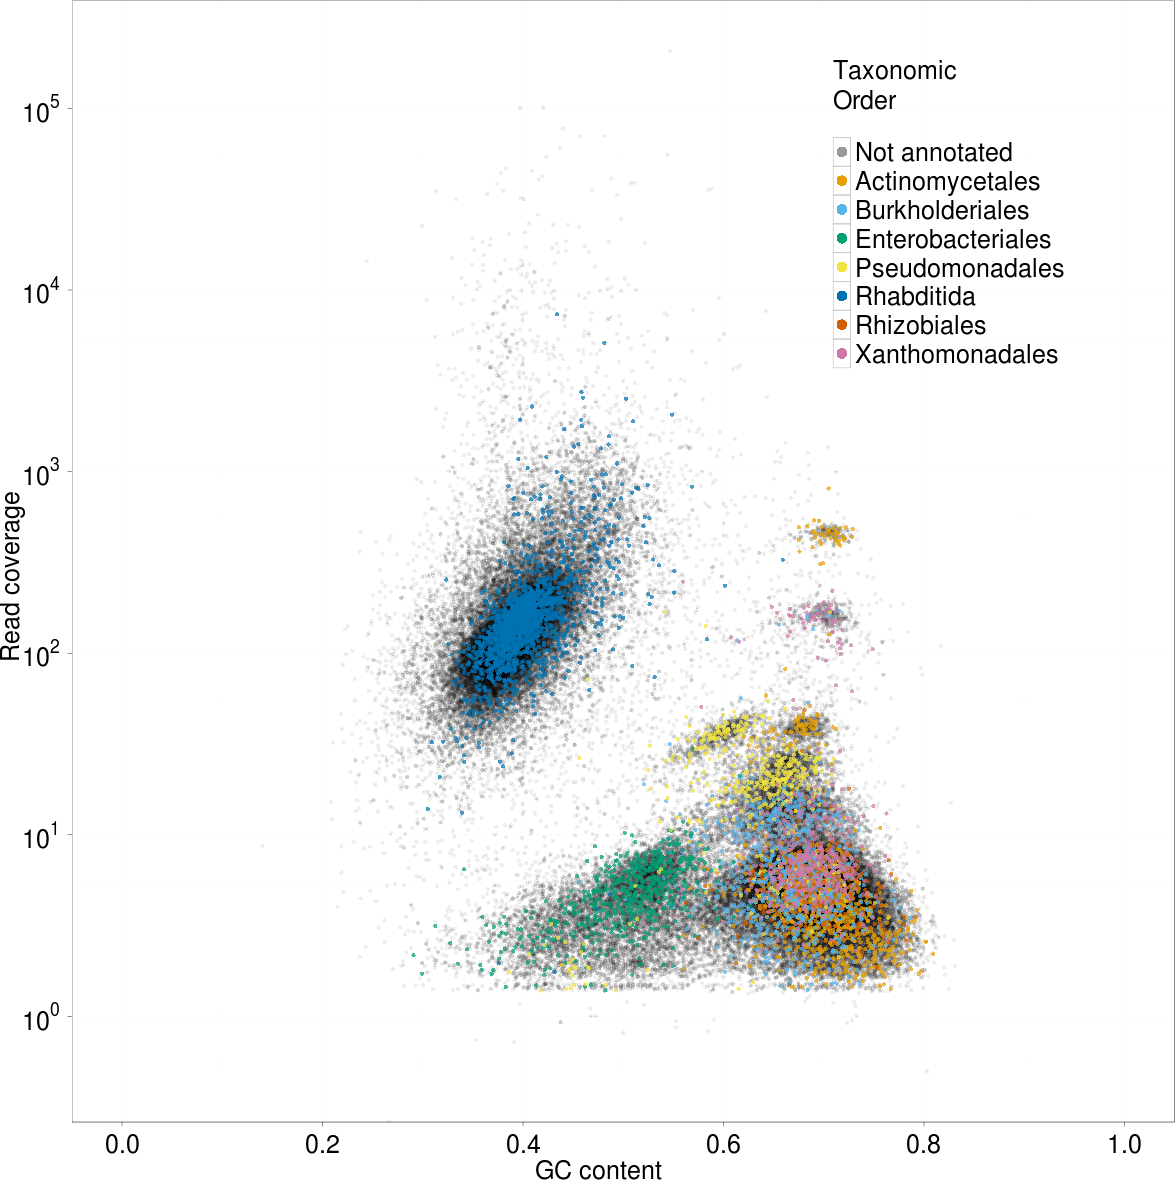 Taxonomic
Order
Not annotated
Actinomycetales
Burkholderiales
Enterobacteriales
Pseudomonadales
Rhabditida
Rhizobiales
Xanthomonadales
10^5
10^4
10^3
10^2
10^1
10^0
Read coverage
0.0 0.2 0.4 0.6 0.8 1.0
GC content